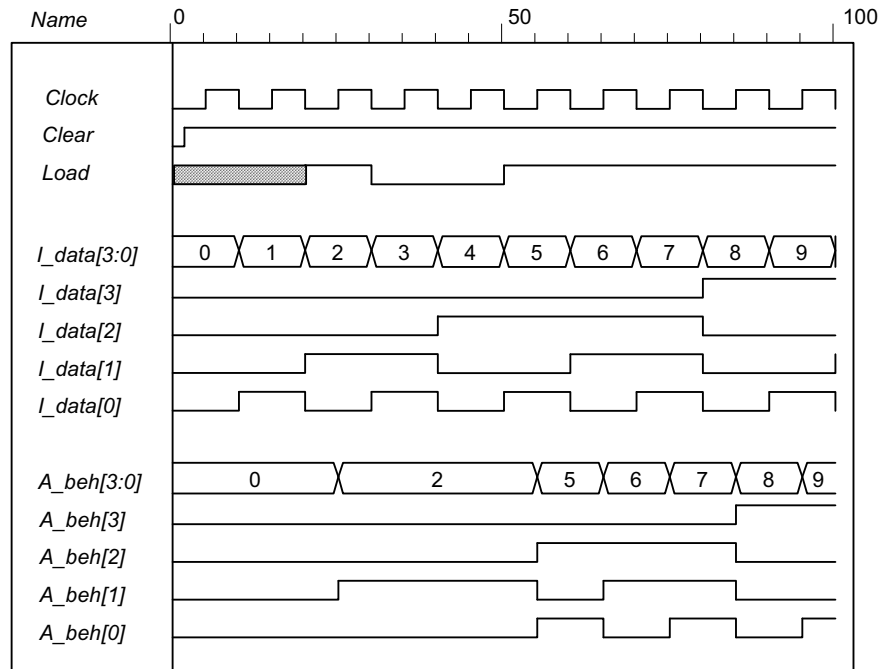 Name 0 50 100
Clock
Clear
Load
I_data[3:0] 0 1 2 3 4 5 6 7 8 9
I_data[3]
I_data[2]
I_data[1]
I_data[0]
A_beh[3:0] 0 2 5 6 7 8 9
A_beh[3]
A_beh[2]
A_beh[1]
A_beh[0]